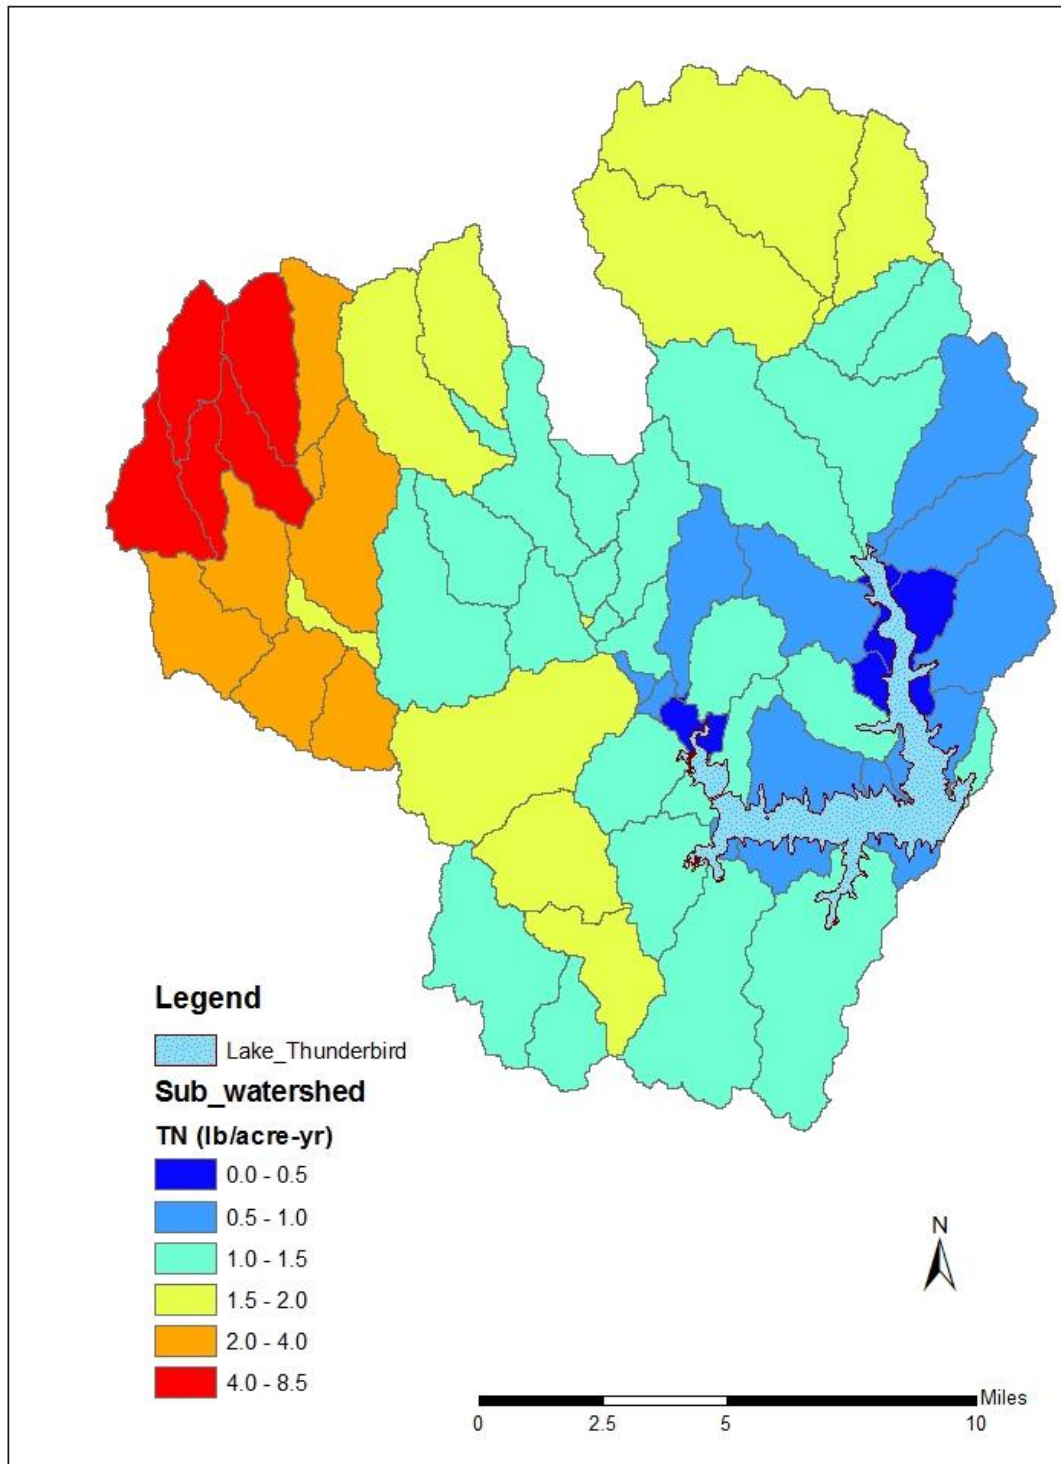 Legend
Lake_Thunderbird
Sub_watershed
TN (lb/acre-yr)
0.0 - 0.5
0.5 - 1.0
1.0 - 1.5
1.5 - 2.0
2.0 - 4.0
4.0 - 8.5
N
Miles
0 2.5 5 10